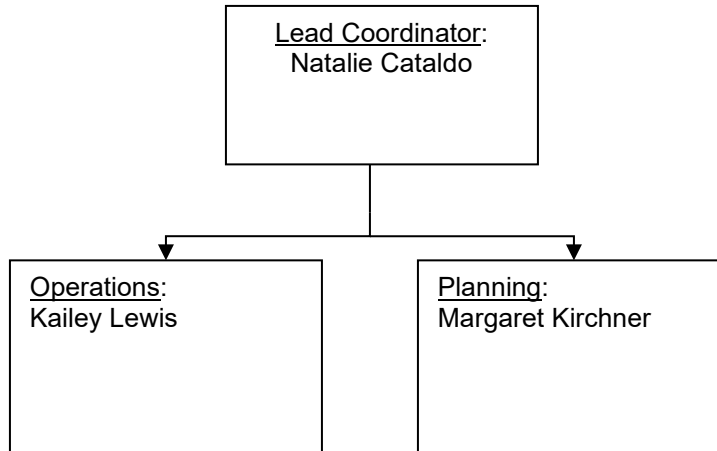 Lead Coordinator:
Natalie Cataldo
Operations:
Kailey Lewis
Planning:
Margaret Kirchner